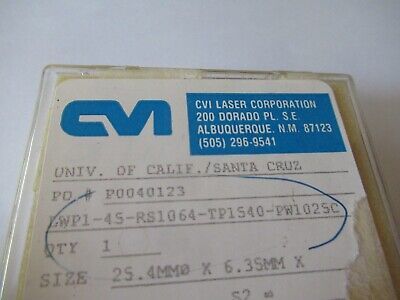 CVI
CVI LASER CORPORATION
200 DORADO PL. S.E.
ALBUQUERQUE, N.M. 87123
(505) 296-9541
UNIV. OF CALIF./SANTA CRUZ
PO # P0040123
LWP1-45-RS1064-TP1540-PW1025C
QTY 1
SIZE 25.4MMØ X 6.35MM X